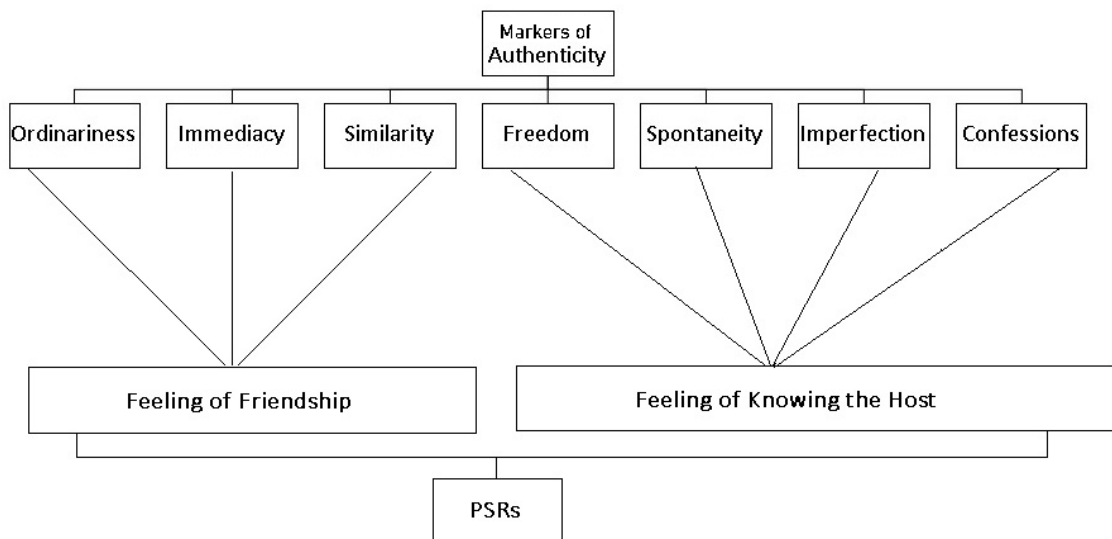 Markers of
Authenticity
Ordinariness
Immediacy
Similarity
Freedom
Spontaneity
Imperfection
Confessions
Feeling of Friendship
Feeling of Knowing the Host
PSRs